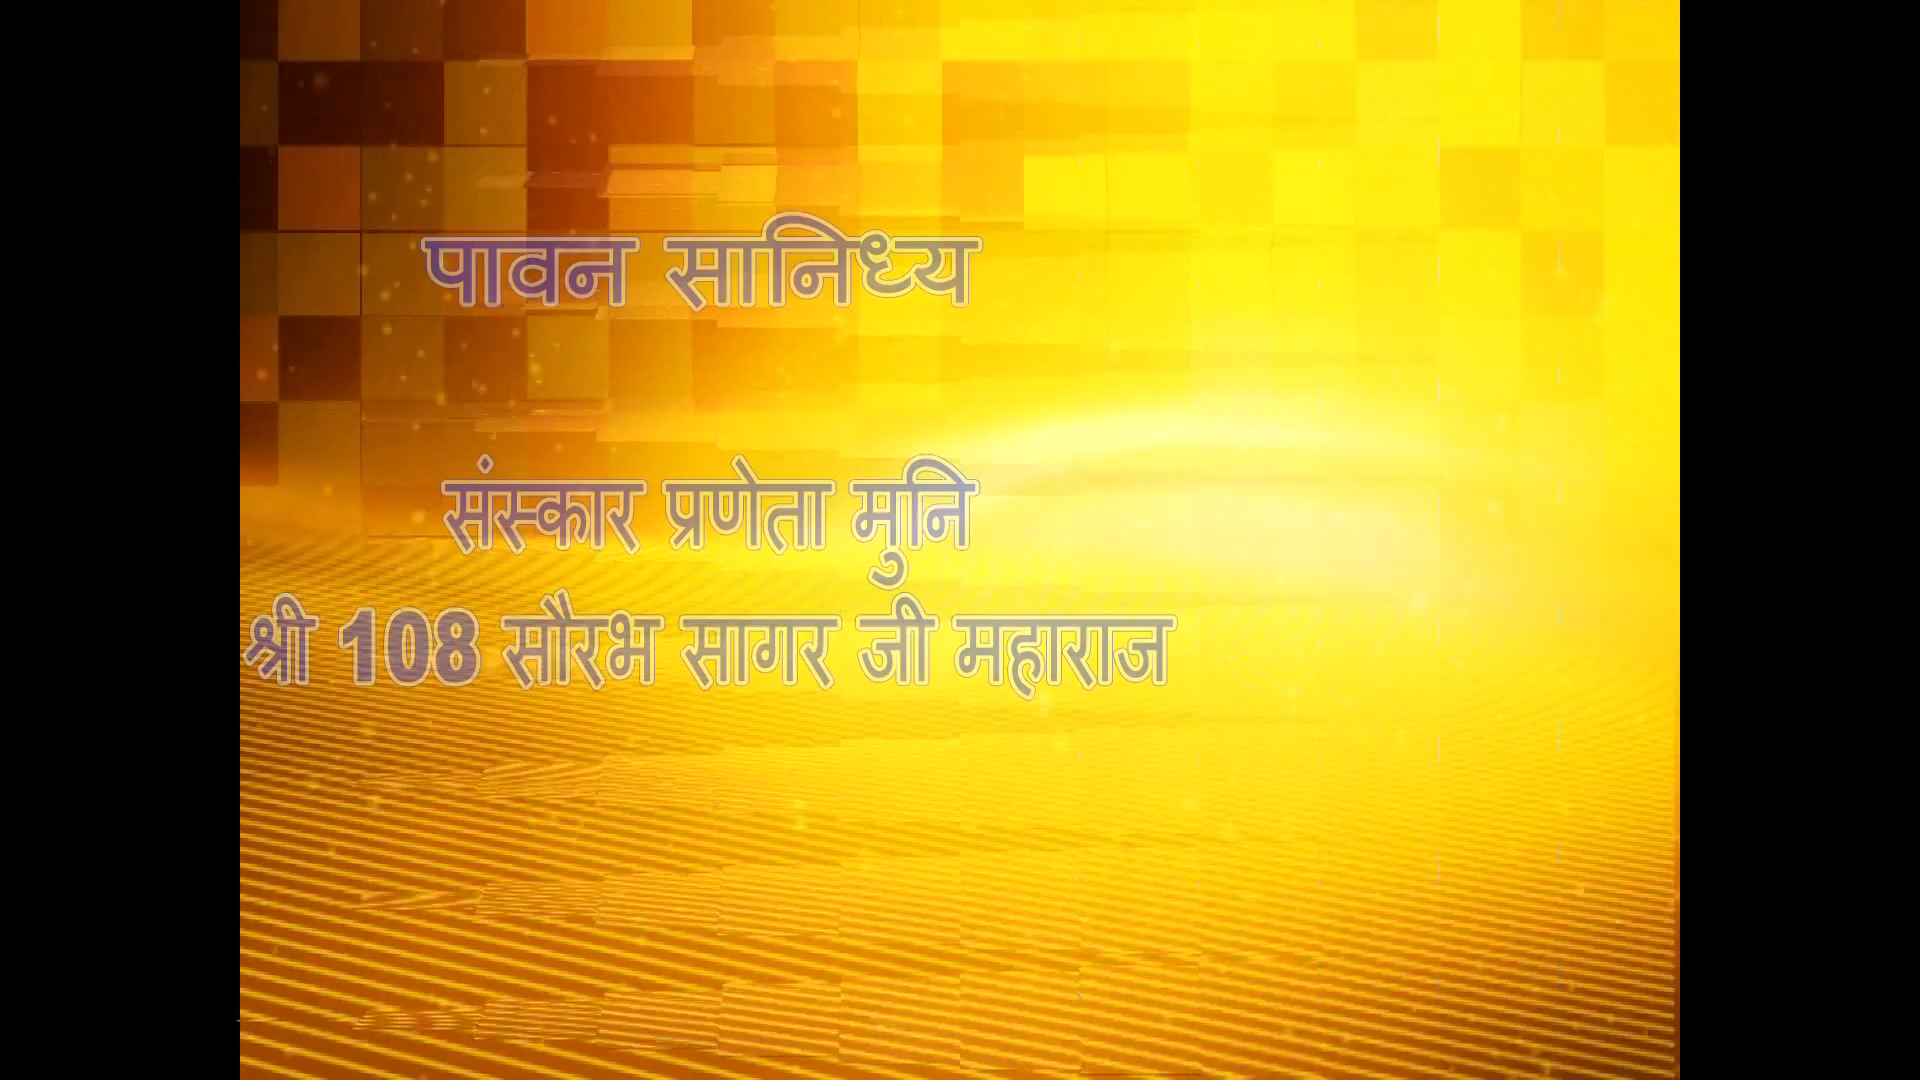 पावन सानिध्य
संस्कार प्रणेता मुनि
श्री 108 सौरभ सागर जी महाराज